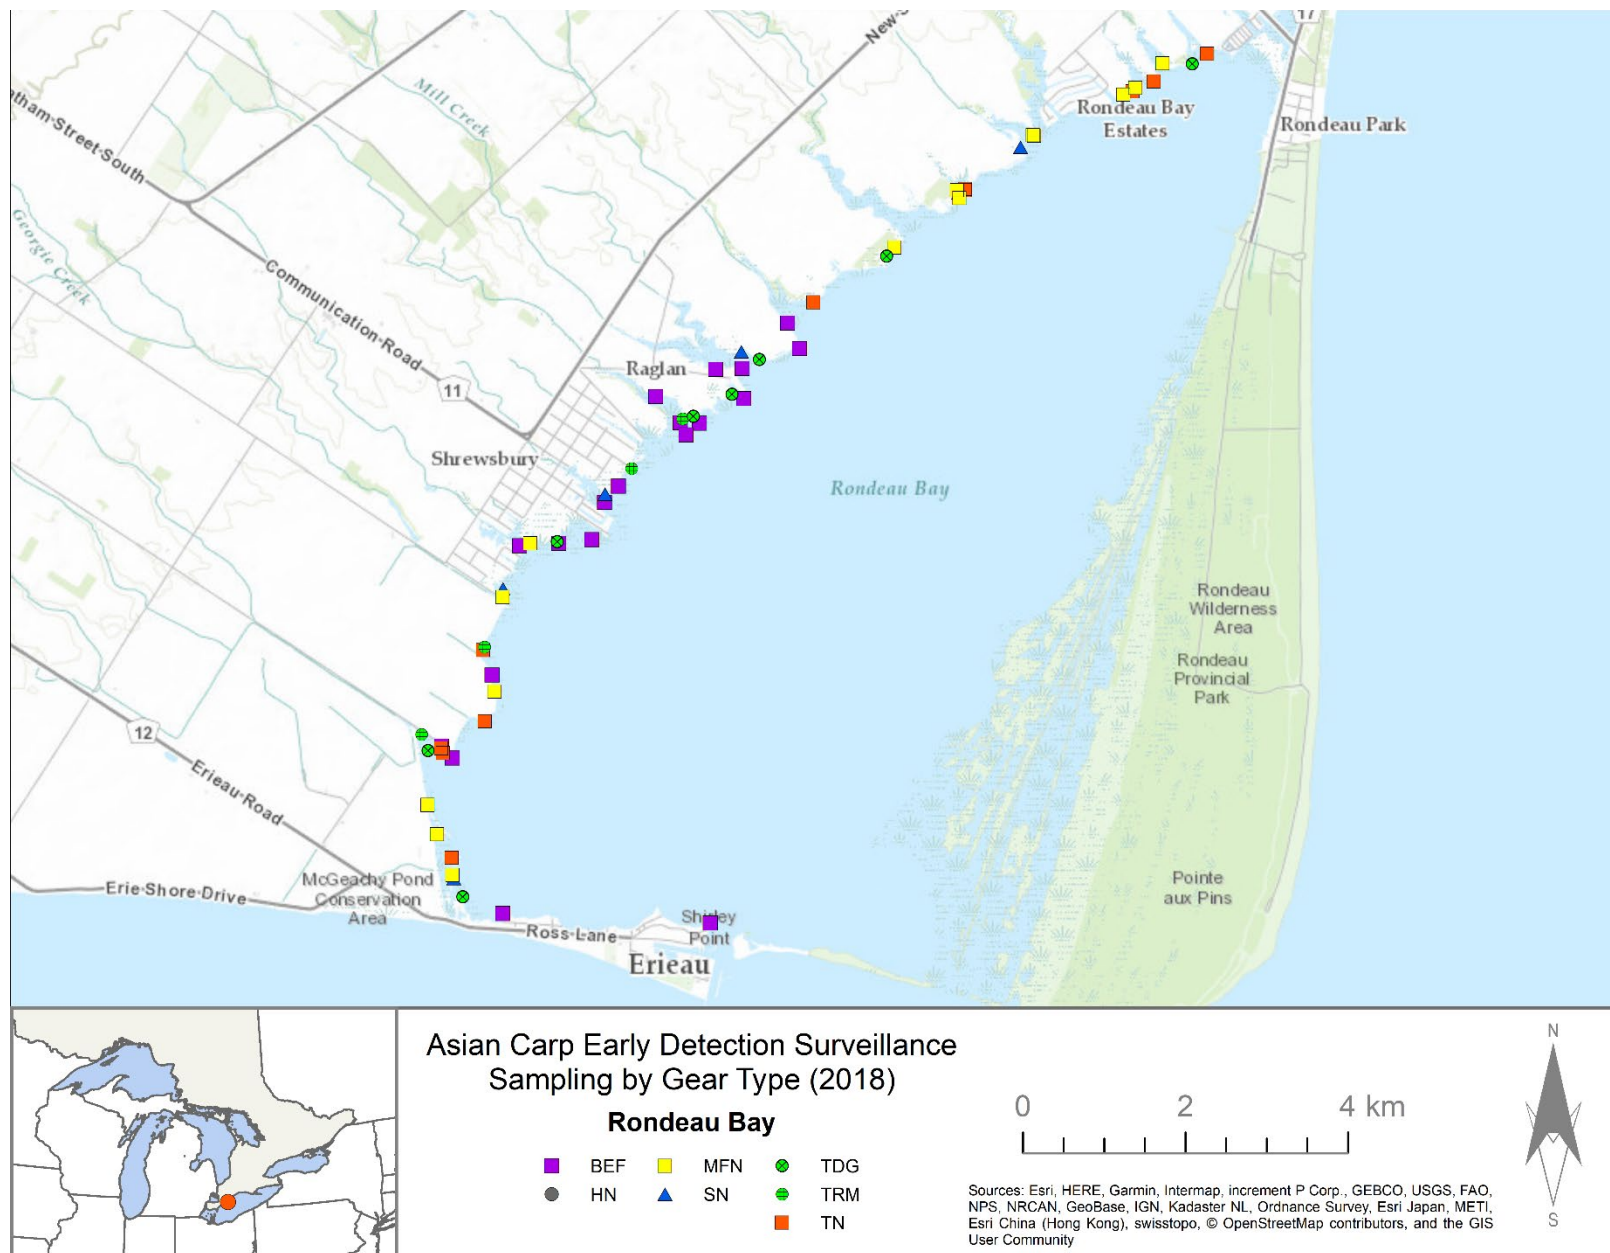 17
New-S
Mill Creek
Rondeau Bay
Estates
Rondeau Park
atham-Street-South
Georgie Creek
Communication-Road
11
Raglan
Shrewsbury
Rondeau Bay
Rondeau
Wilderness
Area
Rondeau
Provincial
Park
12
Erieau-Road
Erie-Shore-Drive
McGeachy Pond
Conservation
Area
Pointe
aux Pins
Ross-Lane
Shirley
Point
Erieau
Asian Carp Early Detection Surveillance
Sampling by Gear Type (2018)
Rondeau Bay
BEF MFN TDG
HN SN TRM
TN
0 2 4 km
N
S
Sources: Esri, HERE, Garmin, Intermap, increment P Corp., GEBCO, USGS, FAO,
NPS, NRCAN, GeoBase, IGN, Kadaster NL, Ordnance Survey, Esri Japan, METI,
Esri China (Hong Kong), swisstopo, © OpenStreetMap contributors, and the GIS
User Community